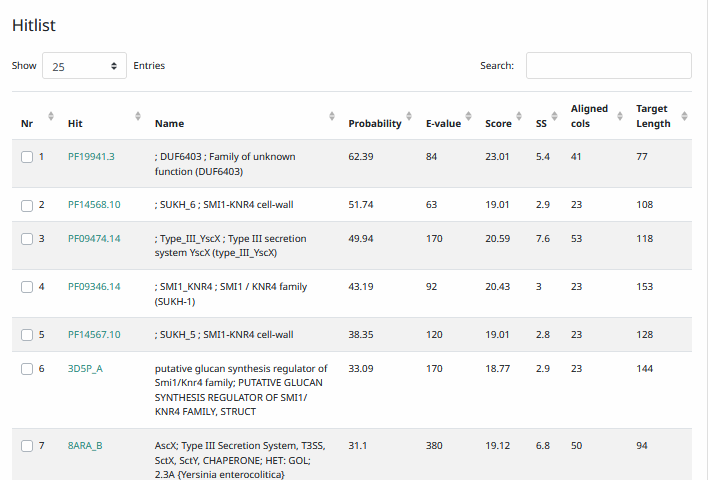 Hitlist
Show 25 Entries Search:
Nr Hit Name Probability E-value Score SS Aligned cols Target Length
1 PF19941.3 ; DUF6403 ; Family of unknown 62.39 84 23.01 5.4 41 77
function (DUF6403)
2 PF14568.10 ; SUKH_6 ; SMI1-KNR4 cell-wall 51.74 63 19.01 2.9 23 108
3 PF09474.14 ; Type_III_YscX ; Type III secretion 49.94 170 20.59 7.6 53 118
system YscX (type_III_YscX)
4 PF09346.14 ; SMI1_KNR4 ; SMI1 / KNR4 family 43.19 92 20.43 3 23 153
(SUKH-1)
5 PF14567.10 ; SUKH_5 ; SMI1-KNR4 cell-wall 38.35 120 19.01 2.8 23 128
6 3D5P_A putative glucan synthesis regulator of 33.09 170 18.77 2.9 23 144
Smi1/Knr4 family; PUTATIVE GLUCAN
SYNTHESIS REGULATOR OF SMI1/
KNR4 FAMILY, STRUCT
7 8ARA_B AscX; Type III Secretion System, T3SS, 31.1 380 19.12 6.8 50 94
SctX, SctY, CHAPERONE; HET: GOL;
2.3A {Yersinia enterocolitica}